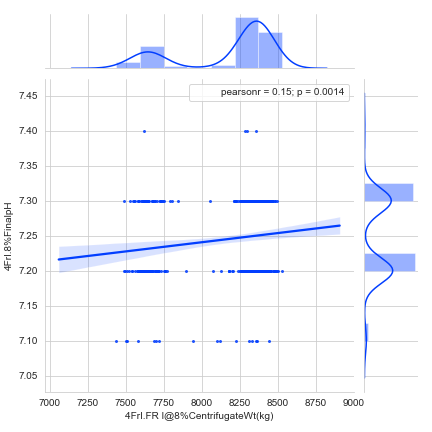 pearsonr = 0.15; p = 0.0014
7.45
7.40
7.35
7.30
7.25
7.20
7.15
7.10
7.05
4FrI.8%FinalpH
7000 7250 7500 7750 8000 8250 8500 8750 9000
4FrI.FR I@8%CentrifugateWt(kg)